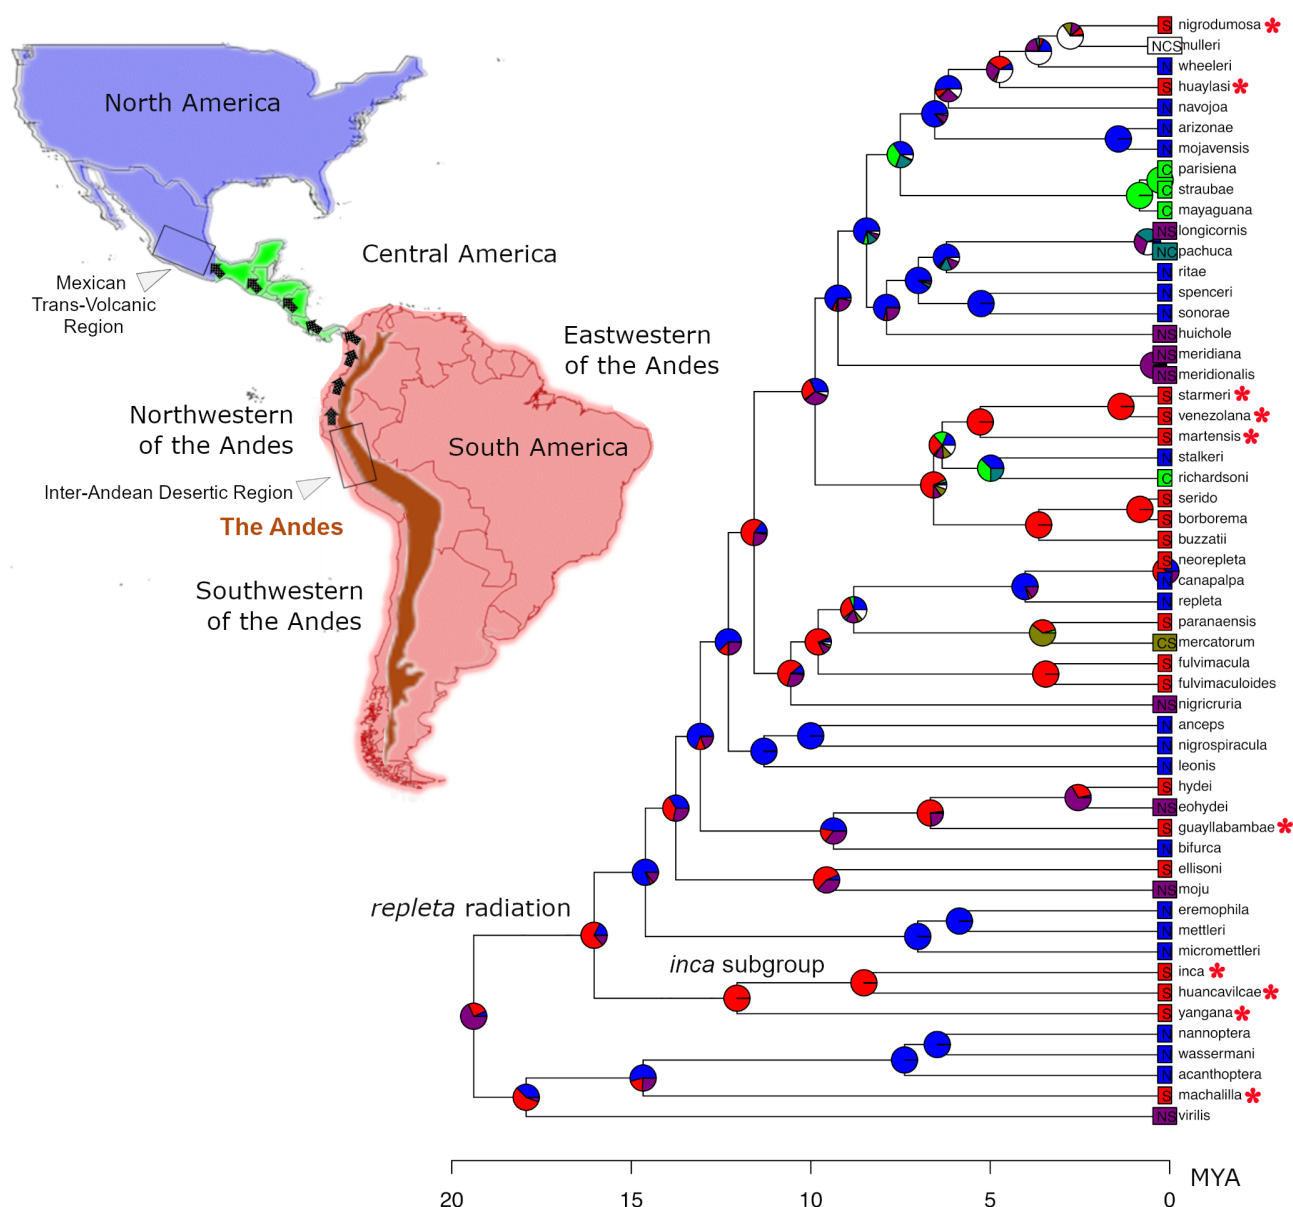 North America
Central America
Mexican
Trans-Volcanic
Region
Eastwestern
of the Andes
Northwestern
of the Andes
South America
Inter-Andean Desertic Region
The Andes
Southwestern
of the Andes
repleta radiation
inca subgroup
S nigrodumosa *
NCS mulleri
N wheeleri
S huaylasi *
N navojoa
N arizonae
N mojavensis
C parisiena
C straubae
C mayaguana
NS longicornis
NC pachuca
N ritae
N spenceri
N sonorae
NS huichole
NS meridiana
NS meridionalis
S starmeri *
S venezolana *
S martensis *
N stalkeri
C richardsoni
S serido
S borborema
S buzzatii
S neorepleta
N canapalpa
N repleta
S paranaensis
CS mercatorum
S fulvimacula
S fulvimaculoides
NS nigricruria
N anceps
N nigrospiracula
N leonis
S hydei
NS eohydei
S guayllabambae *
N bifurca
S ellisoni
NS moju
N eremophila
N mettleri
N micromettleri
S inca *
S huancavilcae *
S yangana *
N nannoptera
N wassermani
N acanthoptera
S machalilla *
NS virilis
20 15 10 5 0 MYA